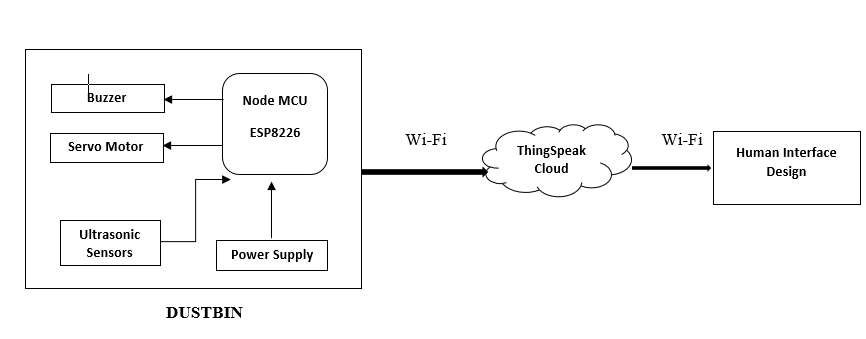 Buzzer
Node MCU
ESP8226
Servo Motor
Ultrasonic
Sensors
Power Supply
DUSTBIN
Wi-Fi
ThingSpeak
Cloud
Wi-Fi
Human Interface
Design